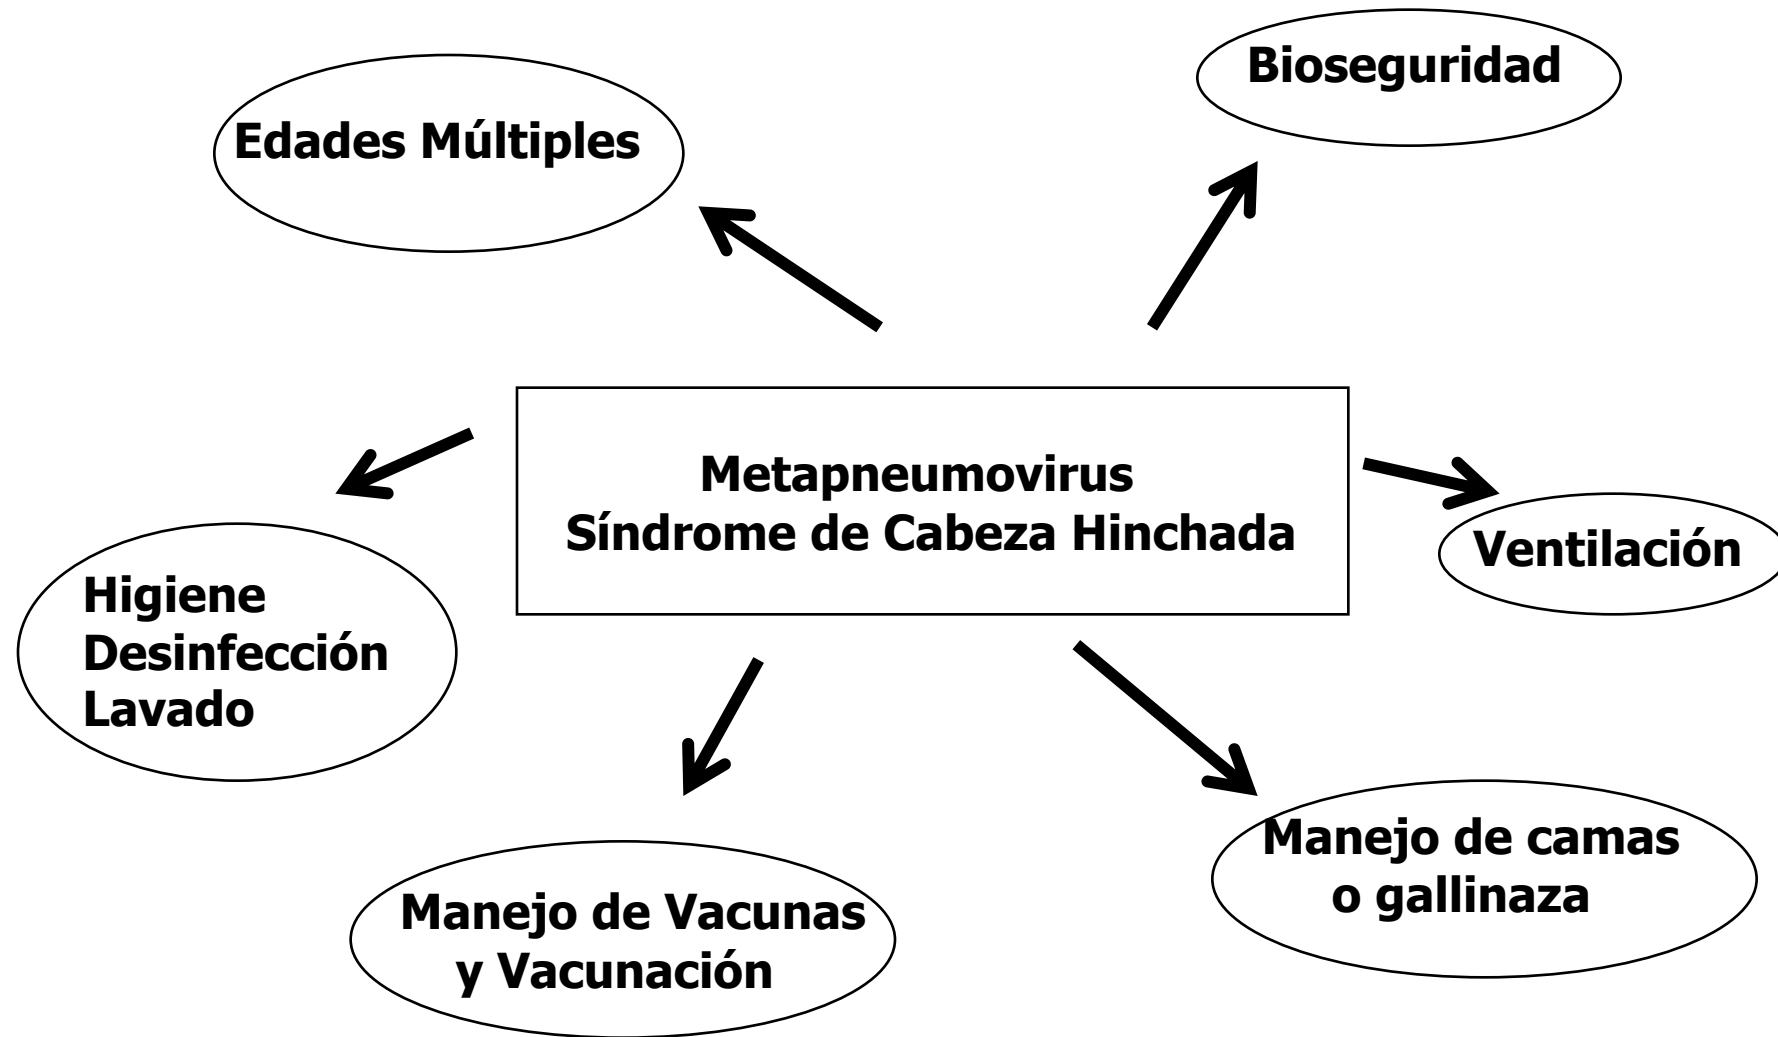 Bioseguridad
Edades Múltiples
Metapneumovirus
Síndrome de Cabeza Hinchada
Ventilación
Higiene
Desinfección
Lavado
Manejo de camas
o gallinaza
Manejo de Vacunas
y Vacunación